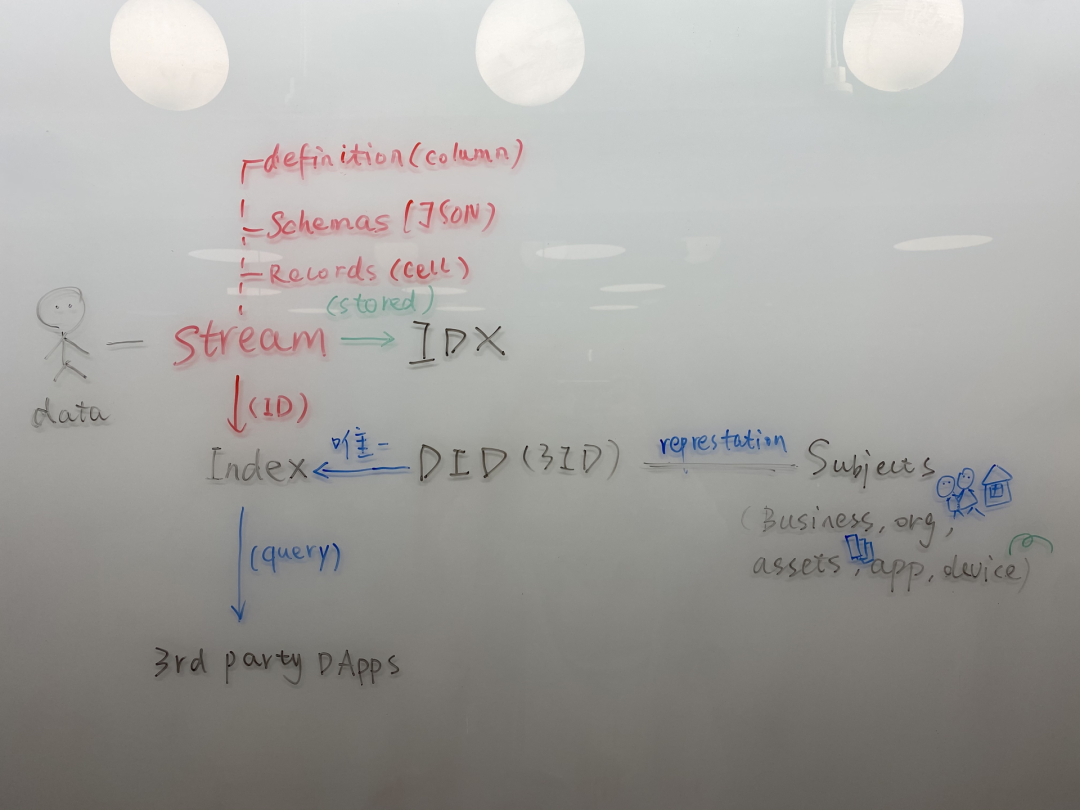 definition (column)
Schemas (JSON)
Records (cell)
(stored)
Stream
IDX
data
(ID)
Index
唯一
DID (3ID)
represtation
Subjects
(Business, org,
assets, app, device)
(query)
3rd party DApps